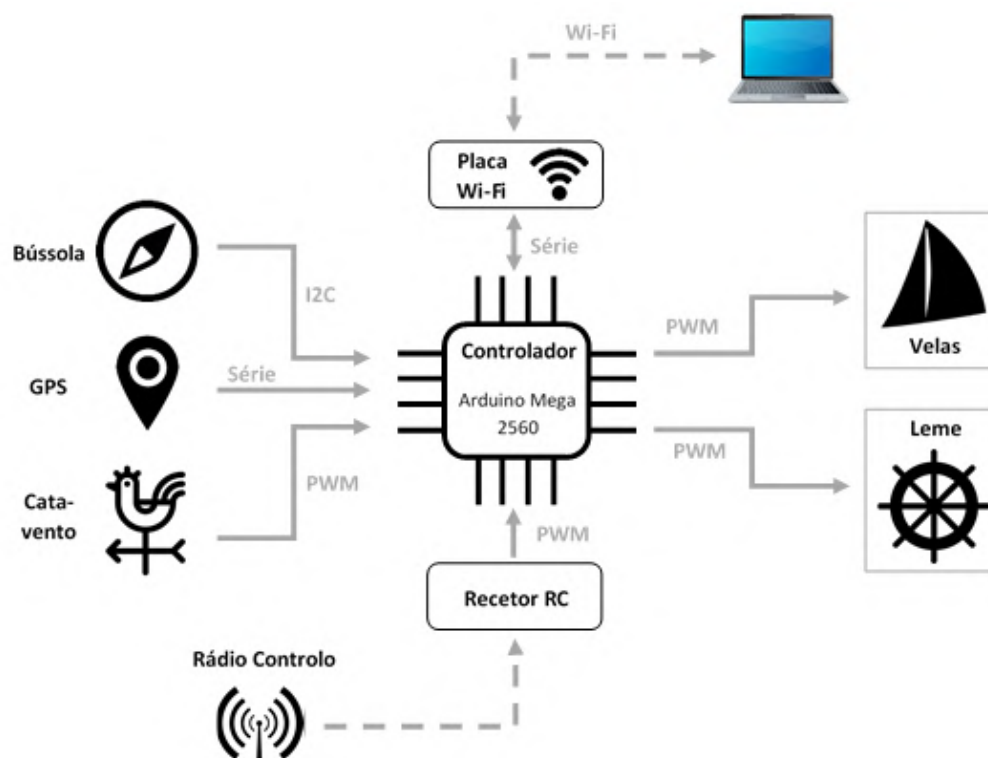 Wi-Fi
Placa
Wi-Fi
Série
Bússola
I2C
GPS
Série
Cata-
vento
PWM
Controlador
Arduino Mega
2560
PWM
Velas
PWM
Leme
PWM
Recetor RC
Rádio Controlo